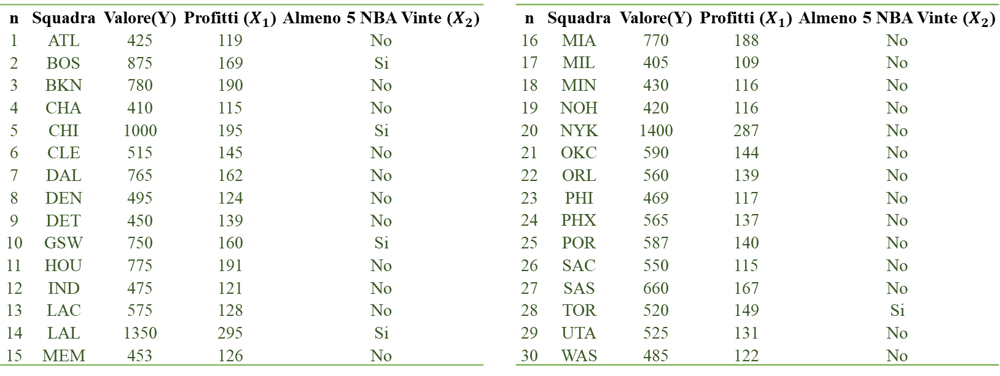 n Squadra Valore(Y) Profitti (X₁) Almeno 5 NBA Vinte (X₂)
1 ATL 425 119 No
2 BOS 875 169 Si
3 BKN 780 190 No
4 CHA 410 115 No
5 CHI 1000 195 Si
6 CLE 515 145 No
7 DAL 765 162 No
8 DEN 495 124 No
9 DET 450 139 No
10 GSW 750 160 Si
11 HOU 775 191 No
12 IND 475 121 No
13 LAC 575 128 No
14 LAL 1350 295 Si
15 MEM 453 126 No
n Squadra Valore(Y) Profitti (X₁) Almeno 5 NBA Vinte (X₂)
16 MIA 770 188 No
17 MIL 405 109 No
18 MIN 430 116 No
19 NOH 420 116 No
20 NYK 1400 287 No
21 OKC 590 144 No
22 ORL 560 139 No
23 PHI 469 117 No
24 PHX 565 137 No
25 POR 587 140 No
26 SAC 550 115 No
27 SAS 660 167 No
28 TOR 520 149 Si
29 UTA 525 131 No
30 WAS 485 122 No